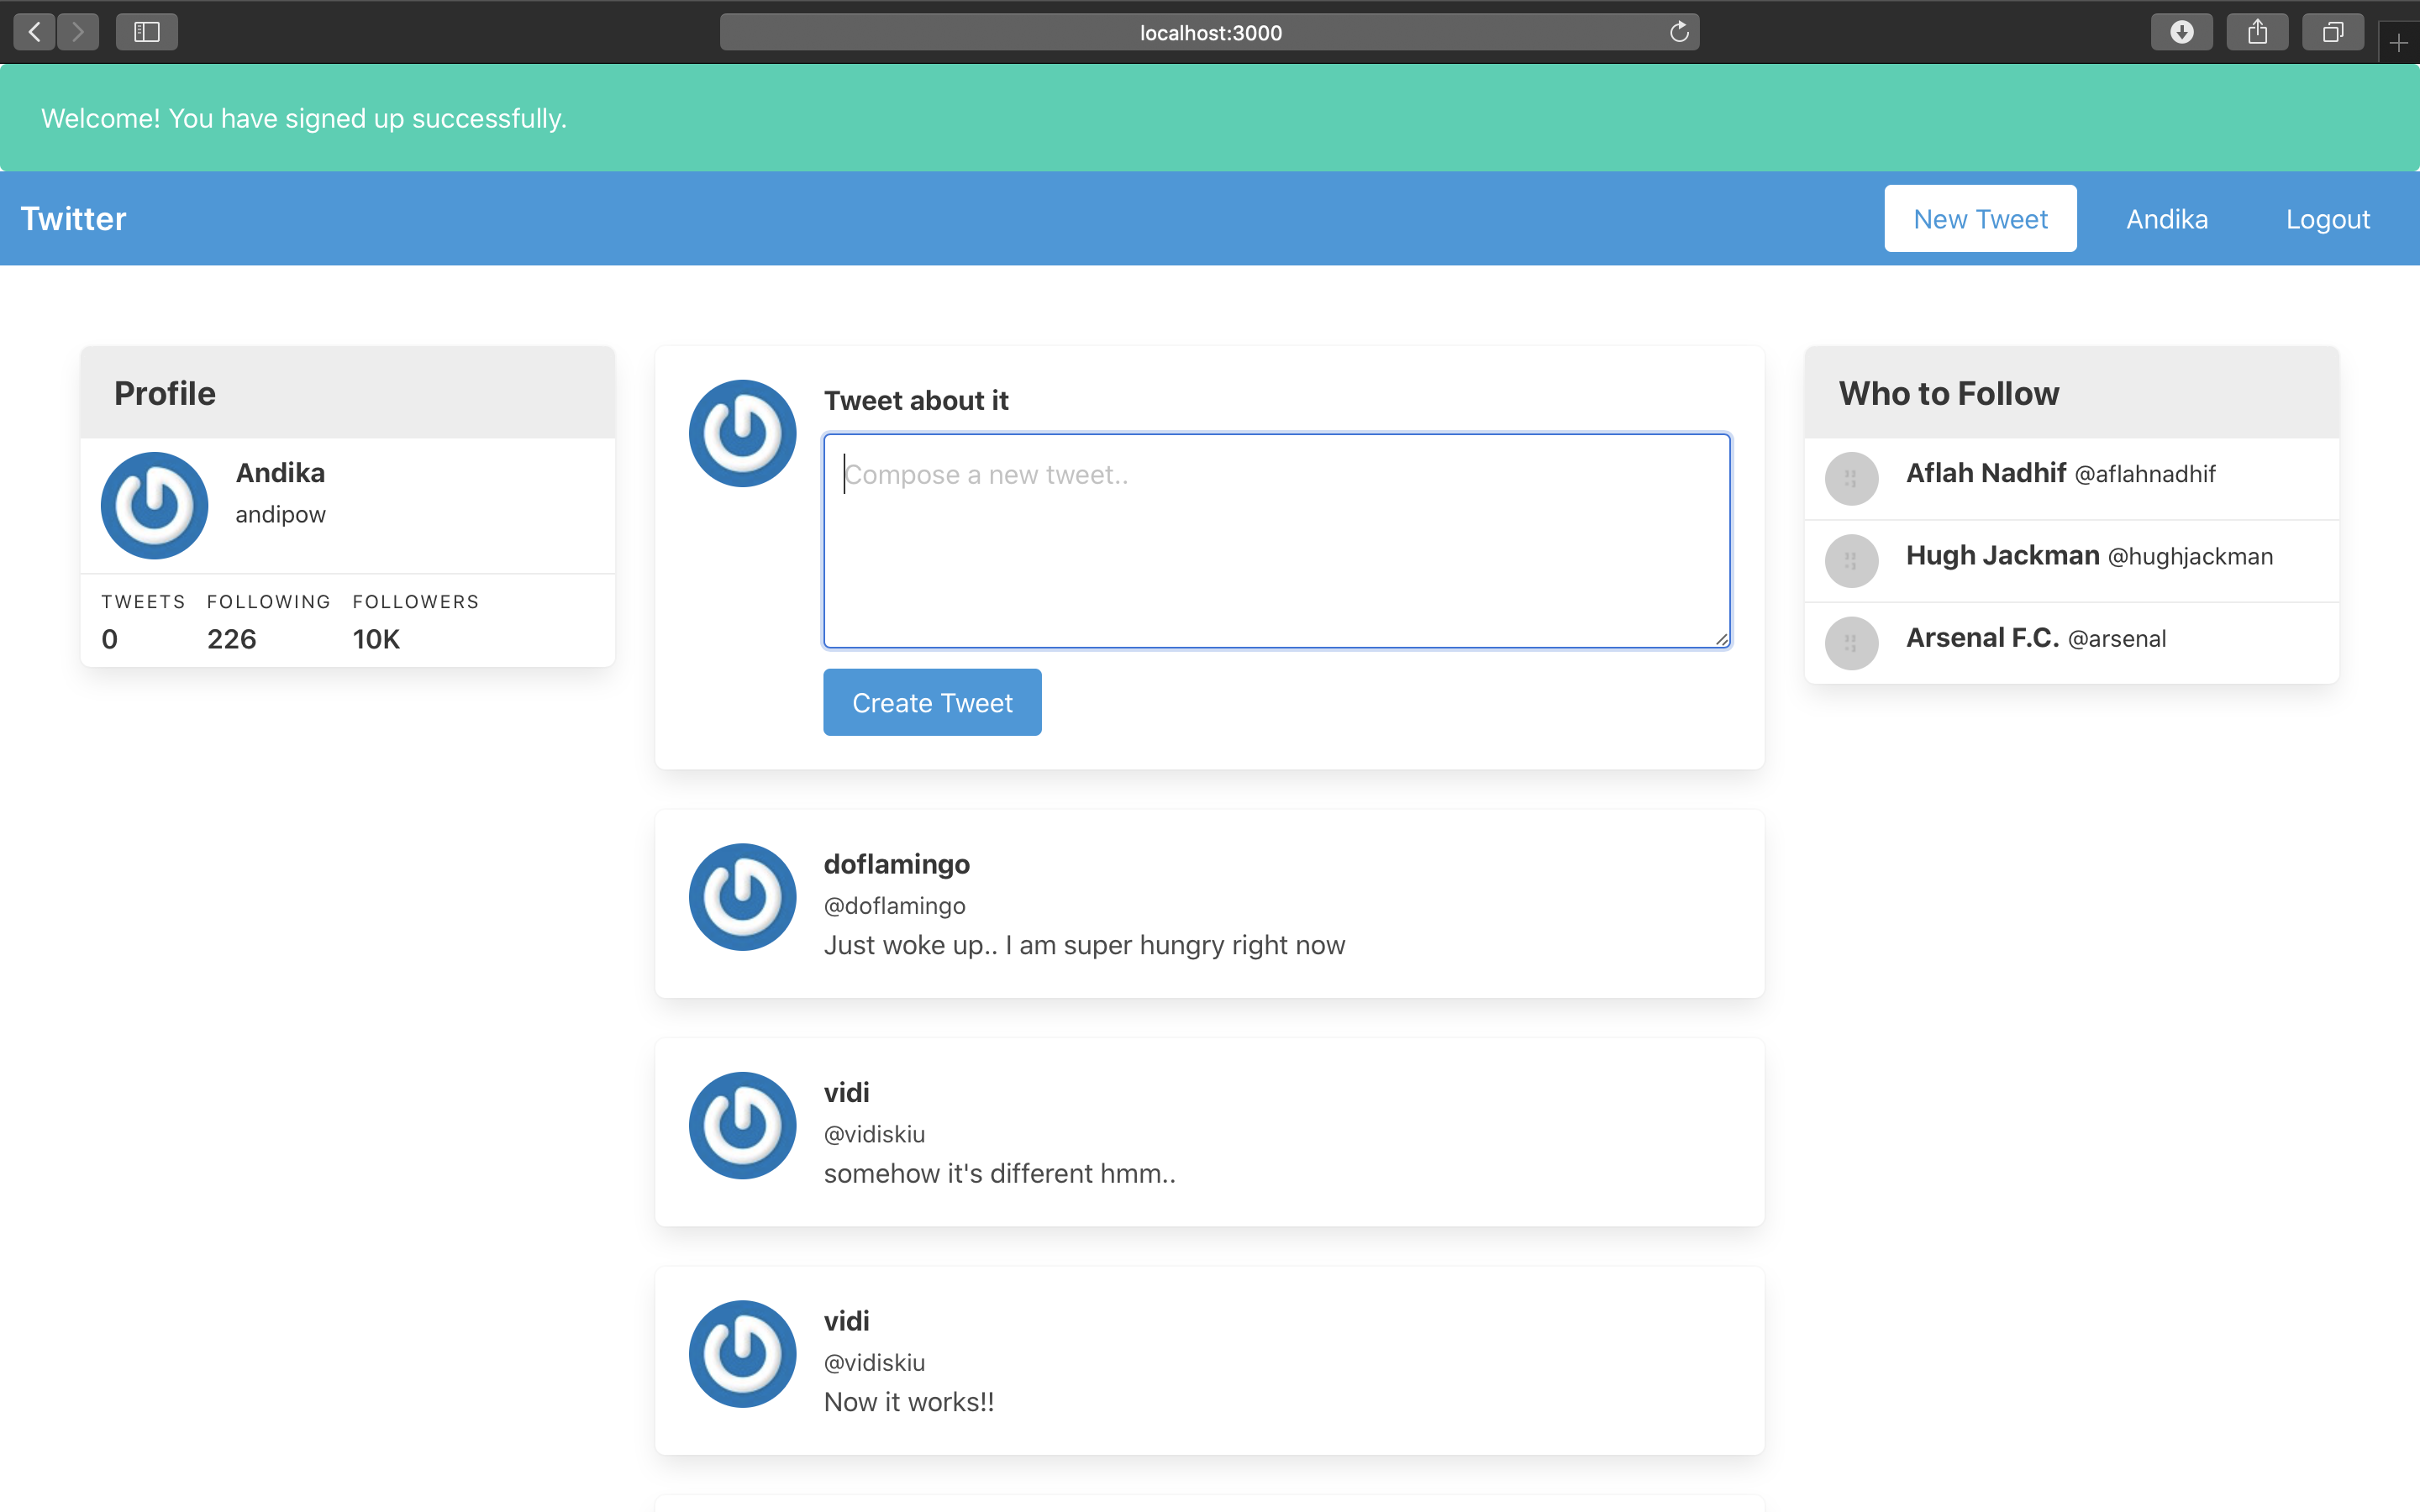 localhost:3000
Welcome! You have signed up successfully.
Twitter
New Tweet
Andika
Logout
Profile
Andika
andipow
TWEETS FOLLOWING FOLLOWERS
0 226 10K
Tweet about it
Compose a new tweet..
Create Tweet
doflamingo
@doflamingo
Just woke up.. I am super hungry right now
vidi
@vidiskiu
somehow it's different hmm..
vidi
@vidiskiu
Now it works!!
Who to Follow
Aflah Nadhif @aflahnadhif
Hugh Jackman @hughjackman
Arsenal F.C. @arsenal